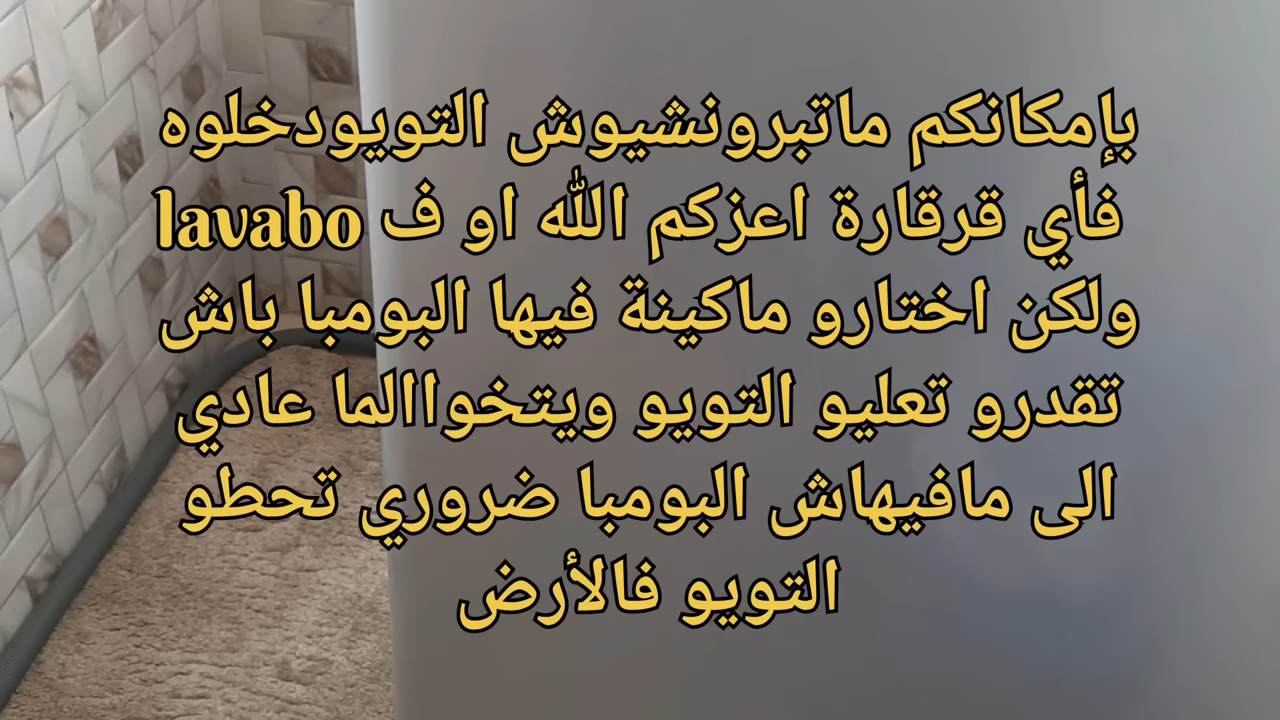 بإمكانكم ماتبرونشيوش التويودخلوه
فأي قرقارة اعزكم الله او ف lavabo
ولكن اختارو ماكينة فيها البومبا باش
تقدرو تعليو التويو ويتخوواالما عادي
الى مافيهاش البومبا ضروري تحطو
التويو فالأرض